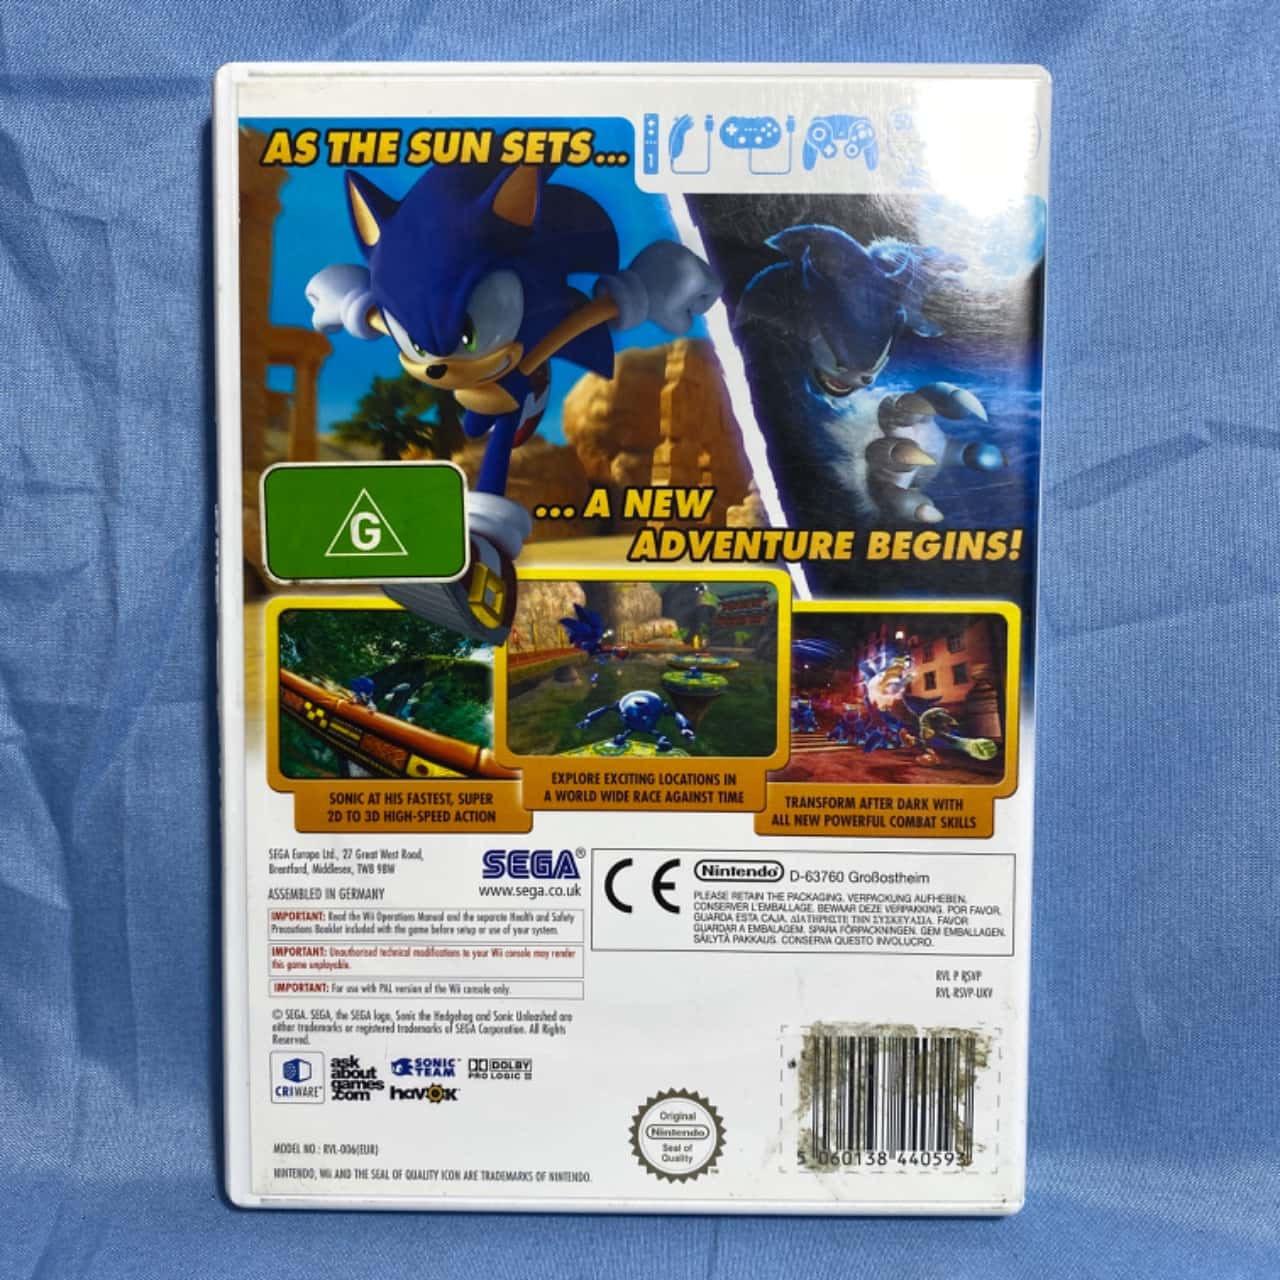 AS THE SUN SETS...
1
G
... A NEW
ADVENTURE BEGINS!
SONIC AT HIS FASTEST, SUPER
2D TO 3D HIGH-SPEED ACTION
EXPLORE EXCITING LOCATIONS IN
A WORLD WIDE RACE AGAINST TIME
TRANSFORM AFTER DARK WITH
ALL NEW POWERFUL COMBAT SKILLS
SEGA Europe Ltd., 27 Great West Road,
Brentford, Middlesex, TW8 9BW
ASSEMBLED IN GERMANY
SEGA®
www.sega.co.uk
IMPORTANT: Read the Wii Operations Manual and the separate Health and Safety
Precautions Booklet included with the game before setup or use of your system.
IMPORTANT: Unauthorised technical modifications to your Wii console may render
this game unplayable.
IMPORTANT: For use with PAL version of the Wii console only.
© SEGA. SEGA, the SEGA logo, Sonic the Hedgehog and Sonic Unleashed are
either trademarks or registered trademarks of SEGA Corporation. All Rights
Reserved.
CE
Nintendo® D-63760 Großostheim
PLEASE RETAIN THE PACKAGING. VERPACKUNG AUFHEBEN.
CONSERVER L'EMBALLAGE. BEWAAR DEZE VERPAKKING. POR FAVOR,
GUARDA ESTA CAJA. ΔΙΑΤΗΡΗΣΤΕ ΤΗΝ ΣΥΣΚΕΥΑΣΙΑ. FAVOR
GUARDAR A EMBALAGEM. SPARA FÖRPACKNINGEN. GEM EMBALLAGEN.
SÄILYTÄ PAKKAUS. CONSERVA QUESTO INVOLUCRO.
RVL P RSVP
RVL-RSVP-UKV
CRIWARE™
ask
about
games
.com
SONIC™
TEAM
havok™
DOLBY
PRO LOGIC II
Original
Nintendo
Seal of
Quality
™
5 060138 440593
MODEL NO.: RVL-006(EUR)
NINTENDO, Wii AND THE SEAL OF QUALITY ICON ARE TRADEMARKS OF NINTENDO.